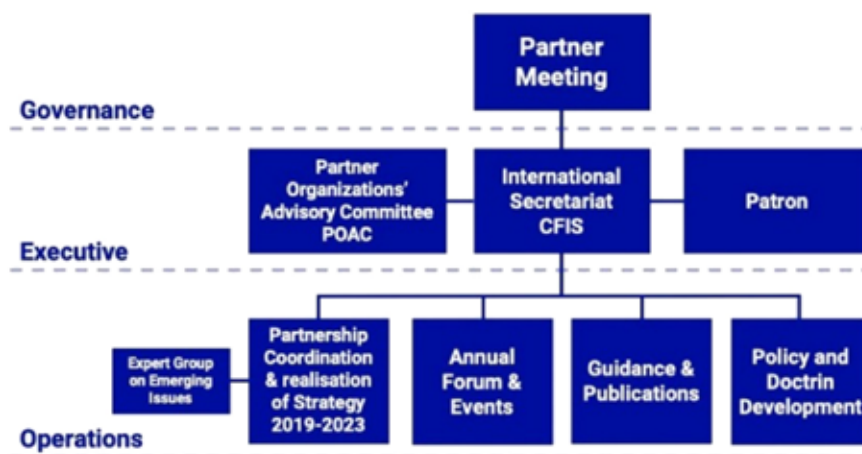 Partner
Meeting
Governance
Partner
Organizations'
Advisory Committee
POAC
International
Secretariat
CFIS
Patron
Executive
Expert Group
on Emerging
Issues
Partnership
Coordination
& realisation
of Strategy
2019-2023
Annual
Forum &
Events
Guidance &
Publications
Policy and
Doctrin
Development
Operations